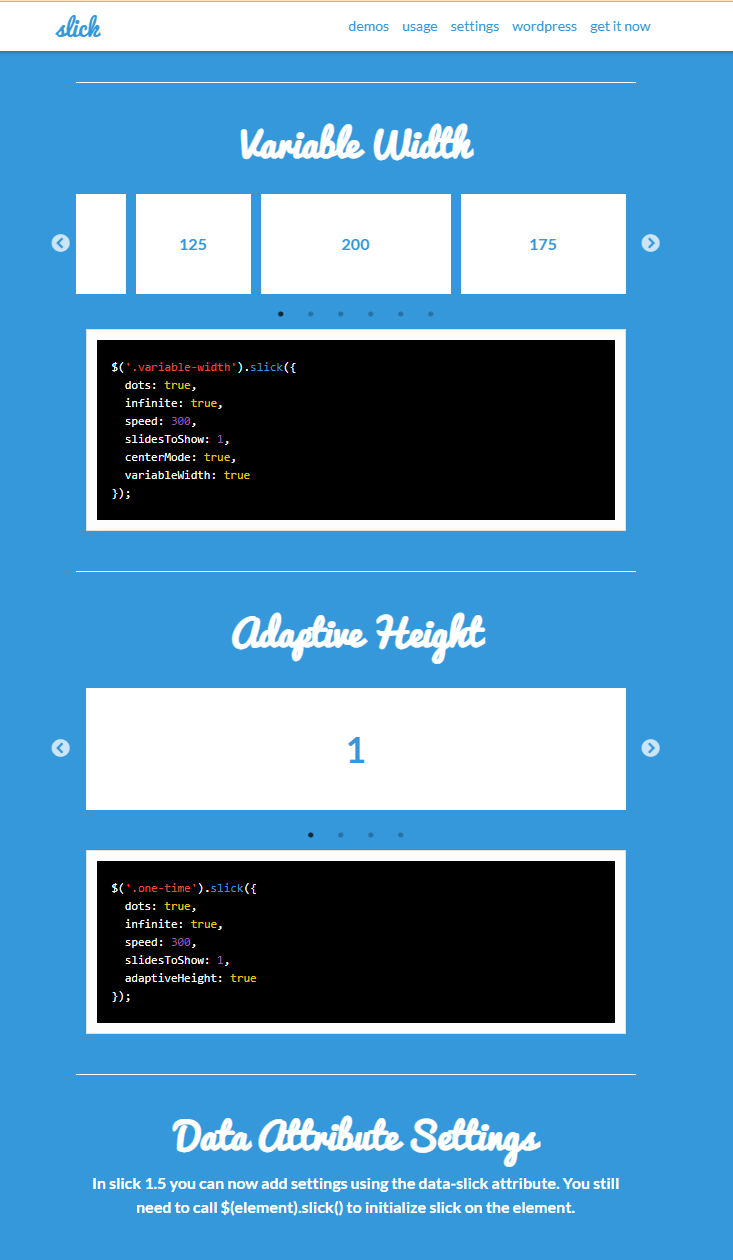 slick
demos usage settings wordpress get it now
Variable Width
125 200 175
$('.variable-width').slick({
  dots: true,
  infinite: true,
  speed: 300,
  slidesToShow: 1,
  centerMode: true,
  variableWidth: true
});
Adaptive Height
1
$('.one-time').slick({
  dots: true,
  infinite: true,
  speed: 300,
  slidesToShow: 1,
  adaptiveHeight: true
});
Data Attribute Settings
In slick 1.5 you can now add settings using the data-slick attribute. You still
need to call $(element).slick() to initialize slick on the element.